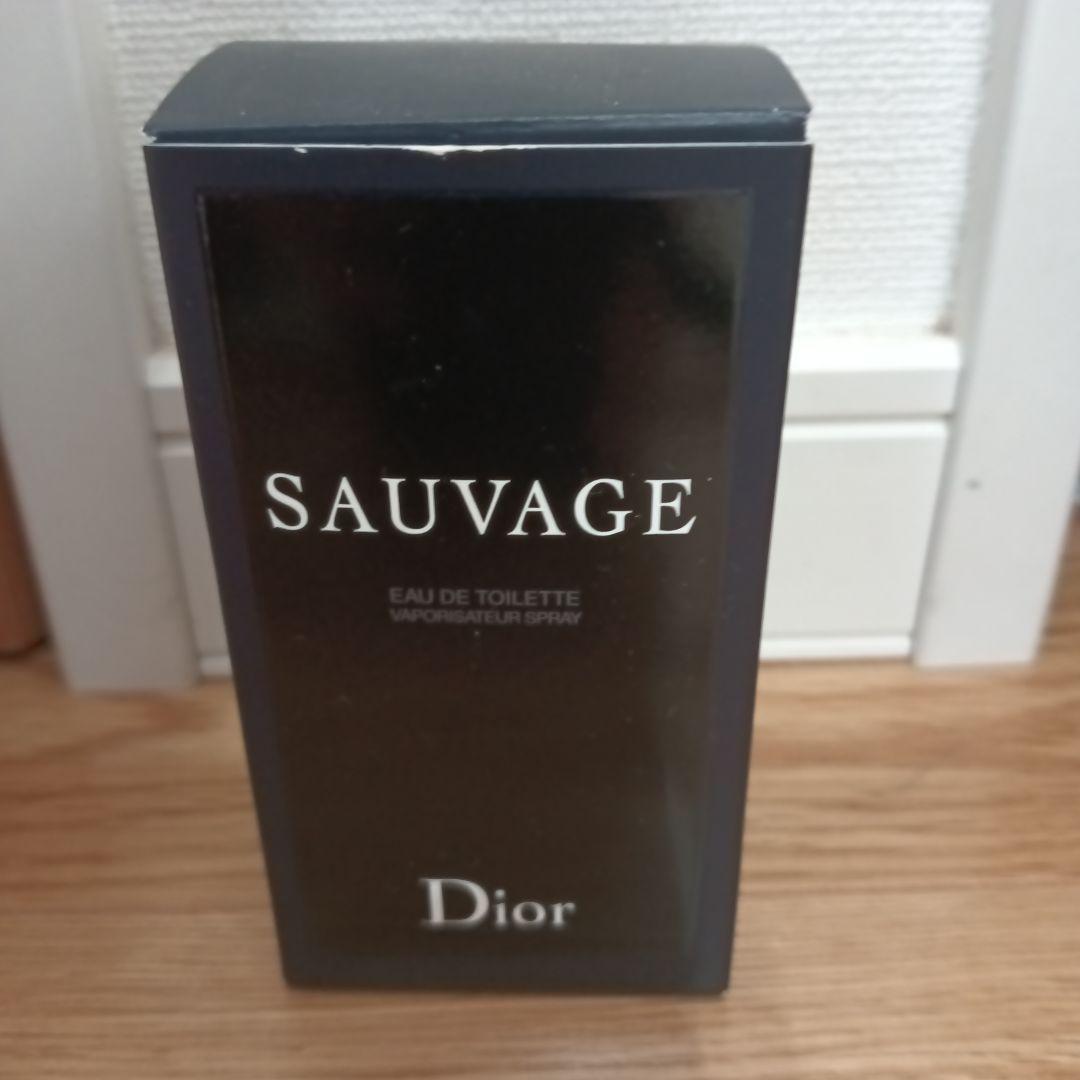 SAUVAGE
EAU DE TOILETTE
VAPORISATEUR SPRAY
Dior